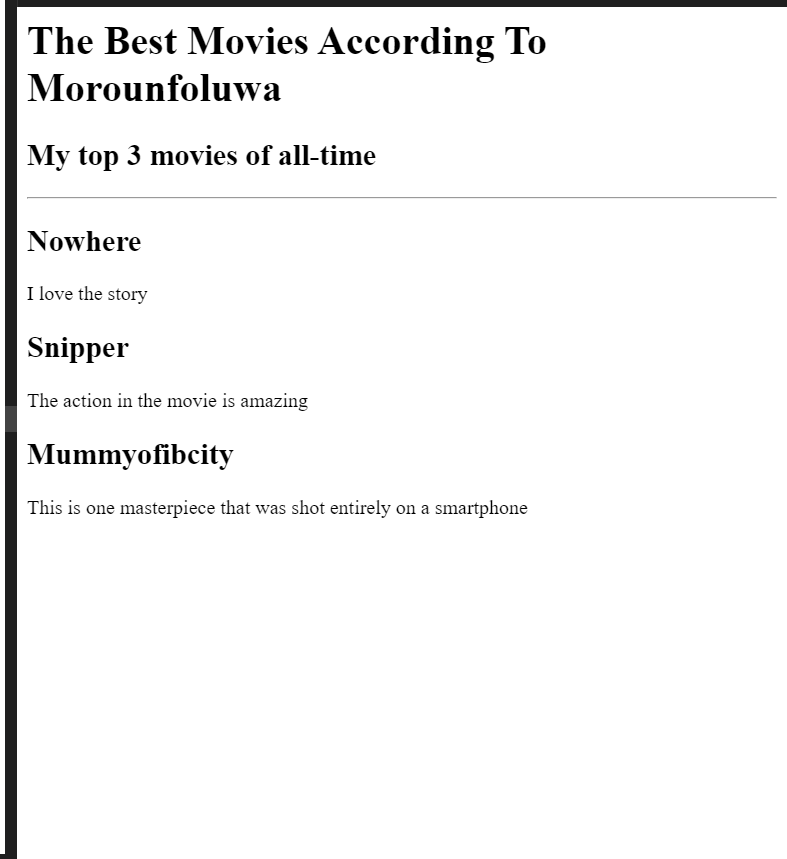 The Best Movies According To
Morounfoluwa
My top 3 movies of all-time
Nowhere
I love the story
Snipper
The action in the movie is amazing
Mummyofibcity
This is one masterpiece that was shot entirely on a smartphone